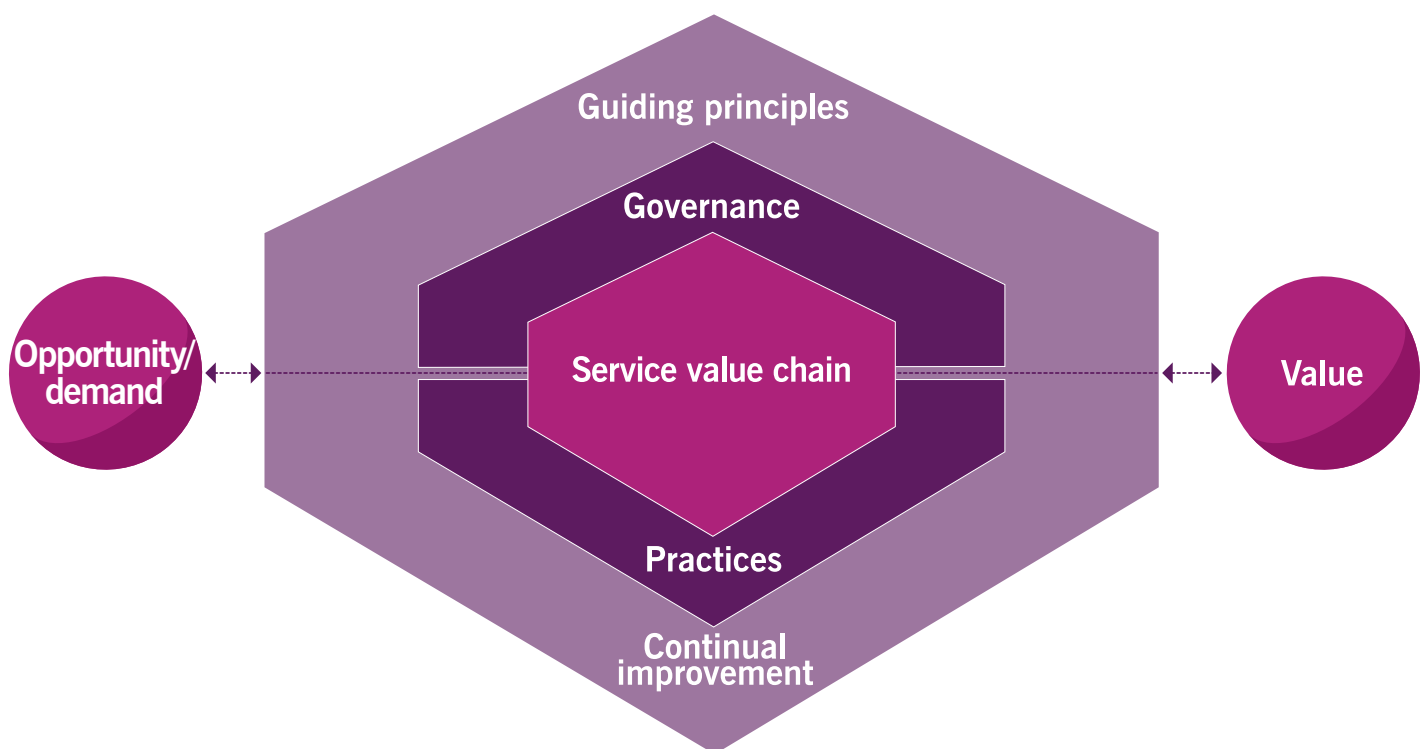 Guiding principles
Governance
Opportunity/
demand
Service value chain
Value
Practices
Continual
improvement